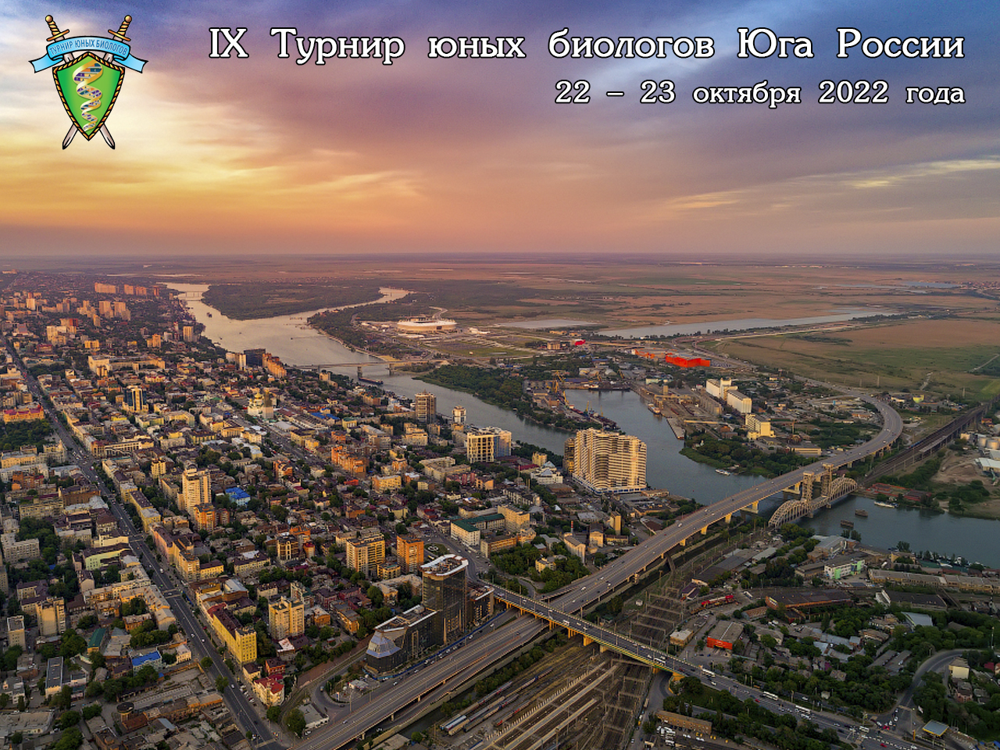 ТУРНИР ЮНЫХ БИОЛОГОВ
IX Турнир юных биологов Юга России
22 – 23 октября 2022 года